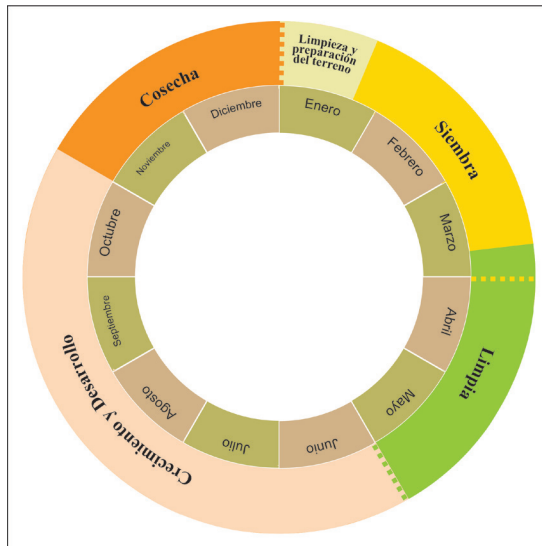 Limpieza y
preparación
del terreno
Siembra
Limpia
Crecimiento y Desarrollo
Cosecha
Enero
Febrero
Marzo
Abril
Mayo
Junio
Julio
Agosto
Septiembre
Octubre
Noviembre
Diciembre